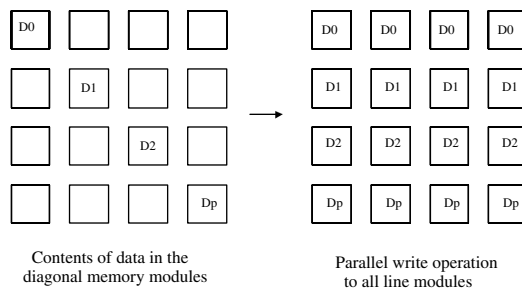 D0 D0 D0 D0 D0
D1 D1 D1 D1 D1
D2 D2 D2 D2 D2
Dp Dp Dp Dp Dp
Contents of data in the
diagonal memory modules
Parallel write operation
to all line modules